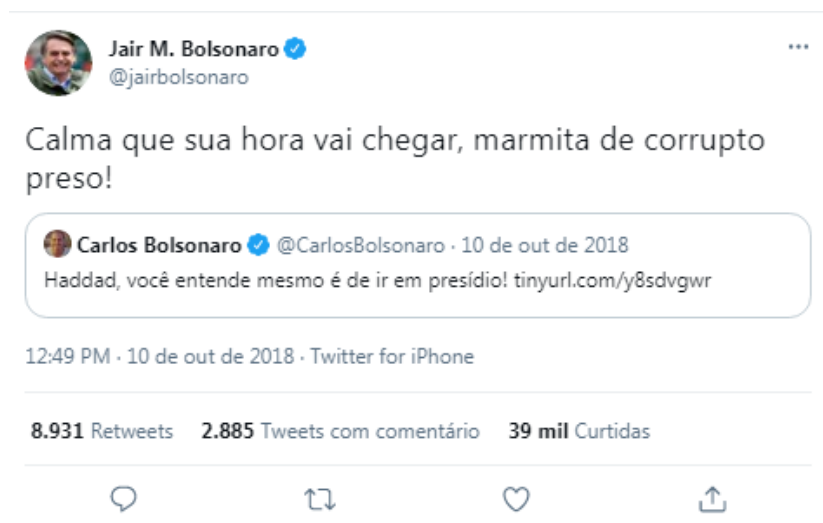 Jair M. Bolsonaro
@jairbolsonaro
Calma que sua hora vai chegar, marmita de corrupto
preso!
Carlos Bolsonaro @CarlosBolsonaro · 10 de out de 2018
Haddad, você entende mesmo é de ir em presídio! tinyurl.com/y8sdvgwr
12:49 PM · 10 de out de 2018 · Twitter for iPhone
8.931 Retweets 2.885 Tweets com comentário 39 mil Curtidas